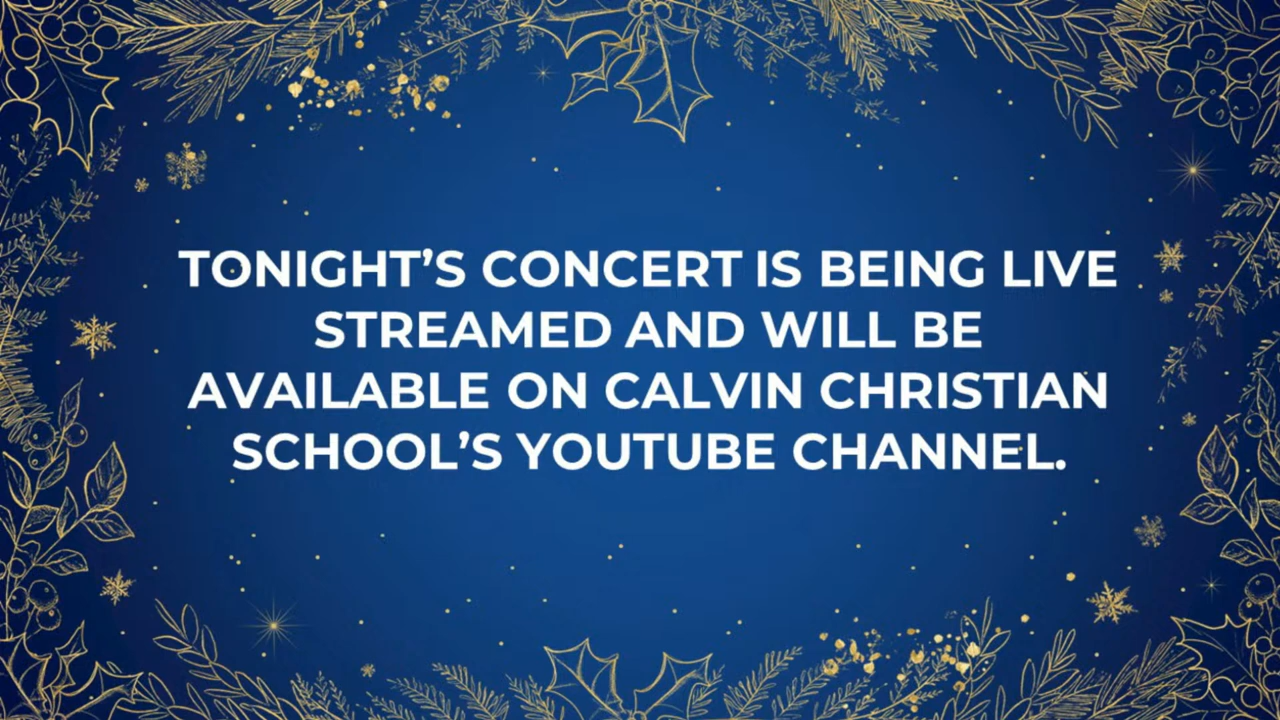 TONIGHT’S CONCERT IS BEING LIVE
STREAMED AND WILL BE
AVAILABLE ON CALVIN CHRISTIAN
SCHOOL’S YOUTUBE CHANNEL.